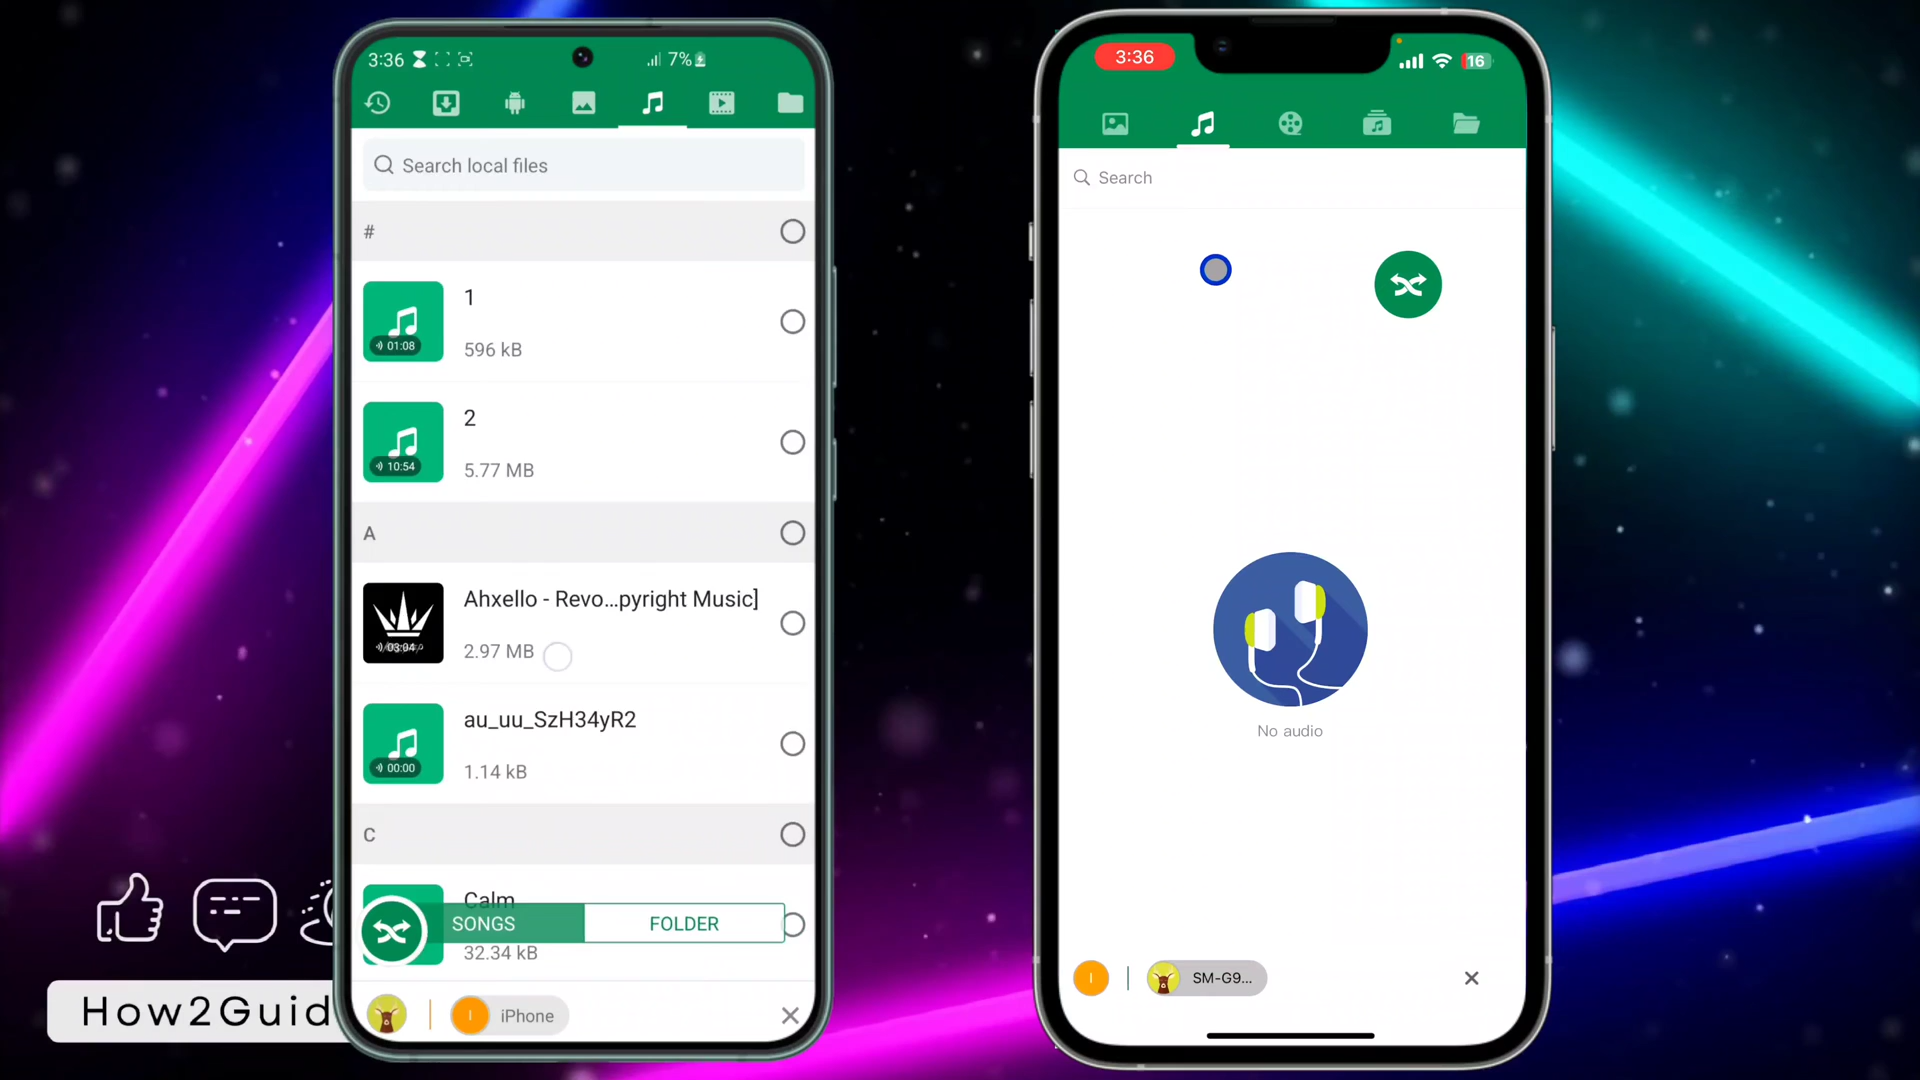 3:36
7%
Search local files
#
1
01:08
596 kB
2
10:54
5.77 MB
A
Ahxello - Revo...pyright Music]
03:04
2.97 MB
au_uu_SzH34yR2
00:00
1.14 kB
C
Calm
SONGS
FOLDER
32.34 kB
I
iPhone
How2Guid
3:36
16
Search
No audio
I
SM-G9...